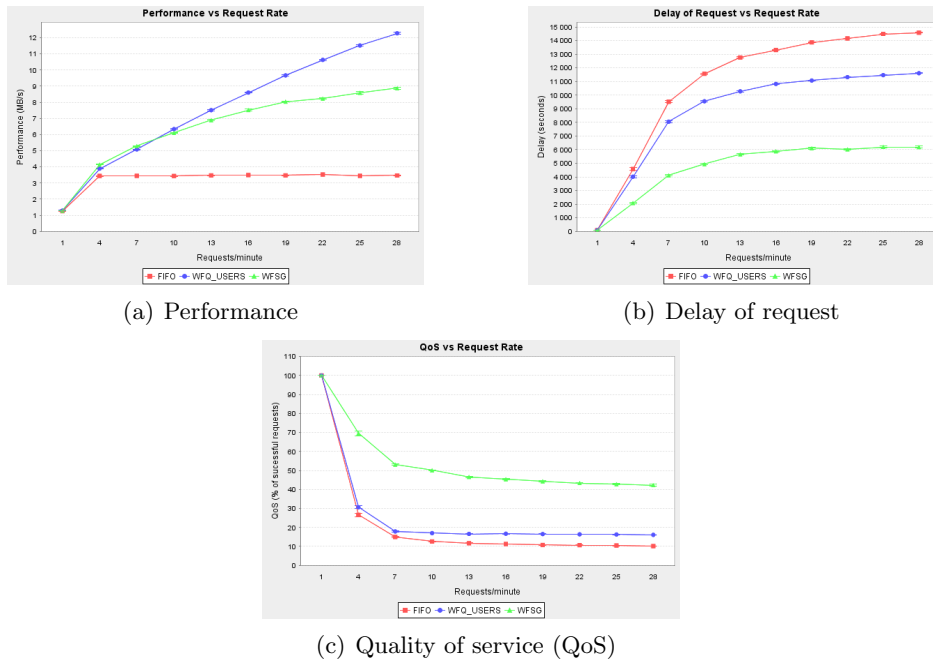 Performance vs Request Rate
Performance (MB/s)
12
11
10
9
8
7
6
5
4
3
2
1
0
1 4 7 10 13 16 19 22 25 28
Requests/minute
FIFO WFQ_USERS WFSG
(a) Performance
Delay of Request vs Request Rate
Delay (seconds)
15 000
14 000
13 000
12 000
11 000
10 000
9 000
8 000
7 000
6 000
5 000
4 000
3 000
2 000
1 000
0
1 4 7 10 13 16 19 22 25 28
Requests/minute
FIFO WFQ_USERS WFSG
(b) Delay of request
QoS vs Request Rate
QoS (% of sucessful requests)
110
100
90
80
70
60
50
40
30
20
10
0
1 4 7 10 13 16 19 22 25 28
Requests/minute
FIFO WFQ_USERS WFSG
(c) Quality of service (QoS)